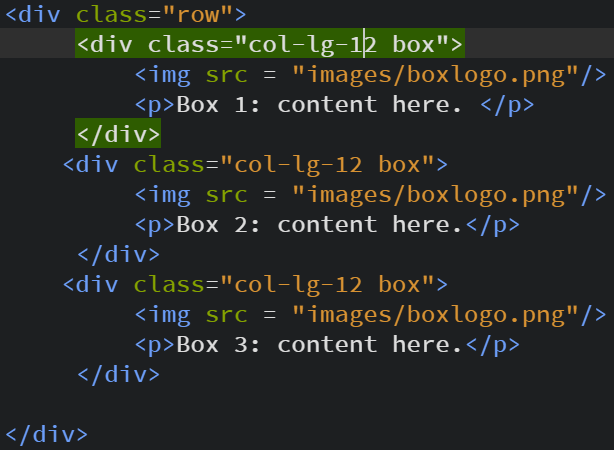 <div class="row">
<div class="col-lg-12 box">
<img src = "images/boxlogo.png"/>
<p>Box 1: content here. </p>
</div>
<div class="col-lg-12 box">
<img src = "images/boxlogo.png"/>
<p>Box 2: content here.</p>
</div>
<div class="col-lg-12 box">
<img src = "images/boxlogo.png"/>
<p>Box 3: content here.</p>
</div>
</div>